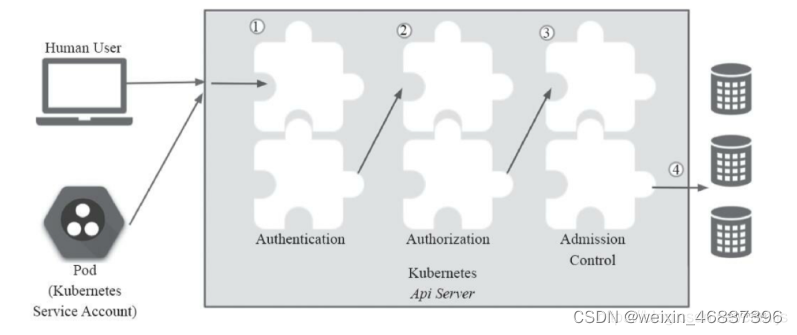 Human User
①
②
③
④
Authentication
Authorization
Admission
Control
Kubernetes
Api Server
Pod
(Kubernetes
Service Account)
CSDN @weixin_46837396